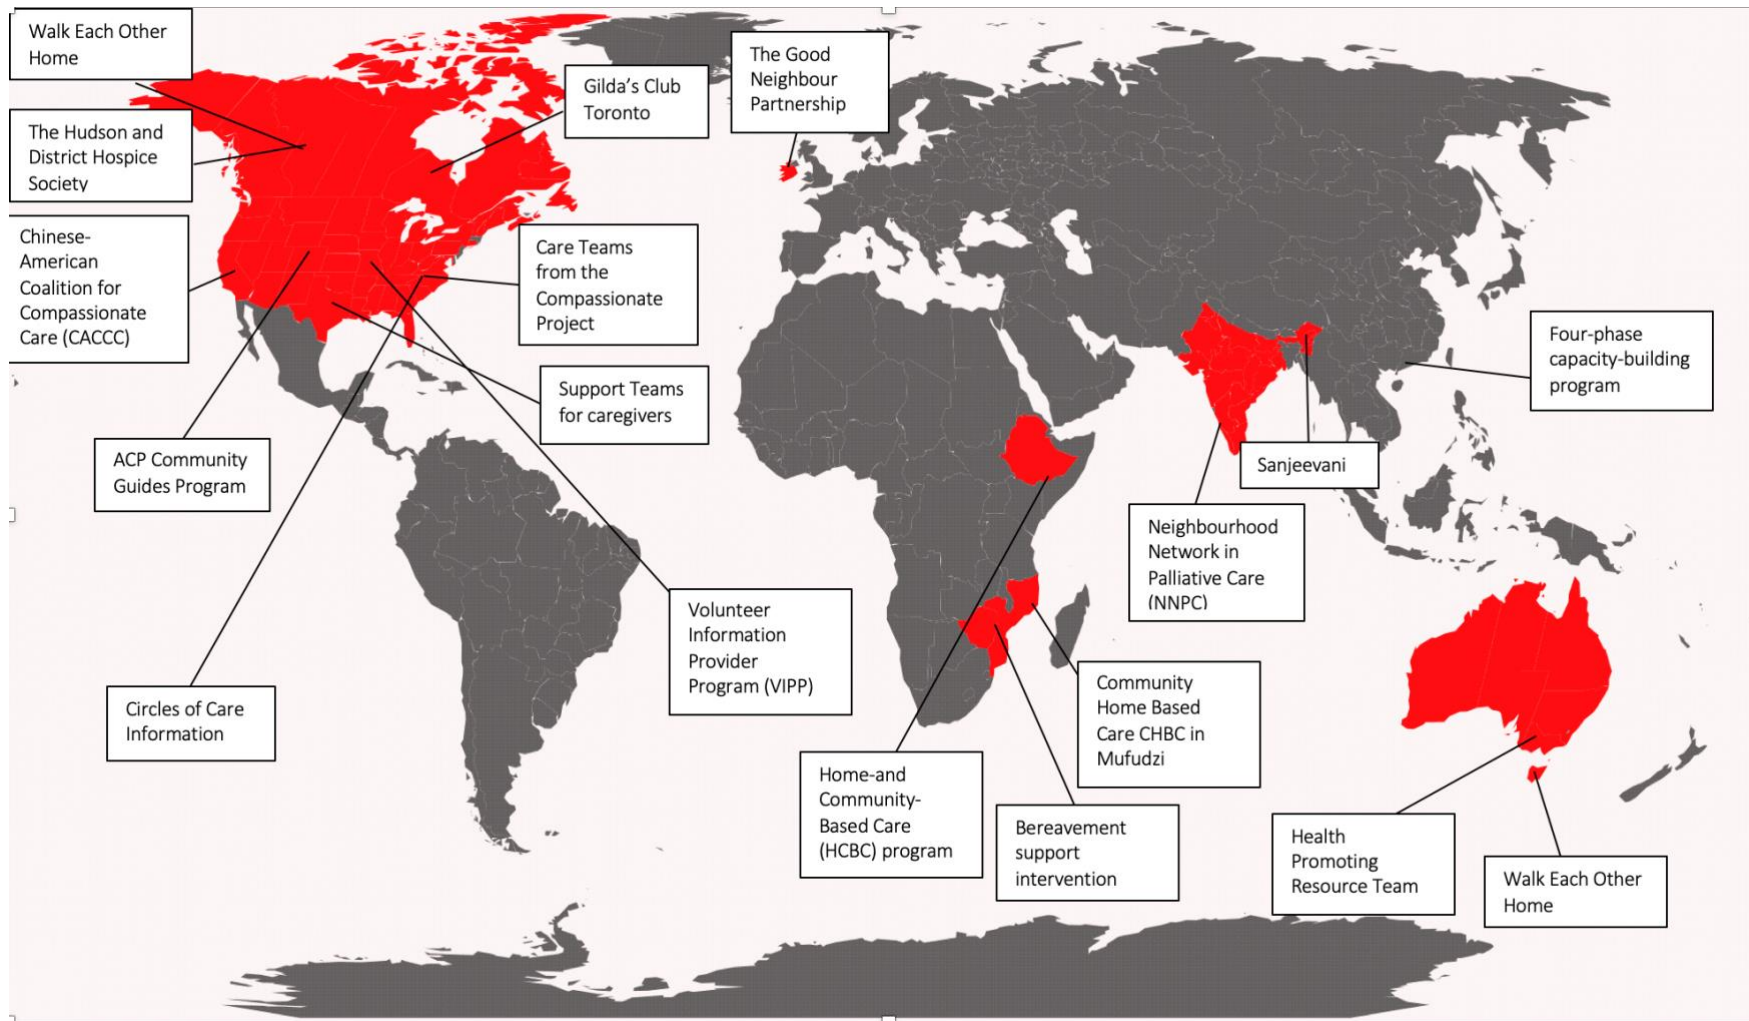 Walk Each Other
Home
The Hudson and
District Hospice
Society
Chinese-
American
Coalition for
Compassionate
Care (CACCC)
Gilda’s Club
Toronto
The Good
Neighbour
Partnership
Care Teams
from the
Compassionate
Project
Support Teams
for caregivers
ACP Community
Guides Program
Circles of Care
Information
Volunteer
Information
Provider
Program (VIPP)
Four-phase
capacity-building
program
Sanjeevani
Neighbourhood
Network in
Palliative Care
(NNPC)
Community
Home Based
Care CHBC in
Mufudzi
Home-and
Community-
Based Care
(HCBC) program
Bereavement
support
intervention
Health
Promoting
Resource Team
Walk Each Other
Home